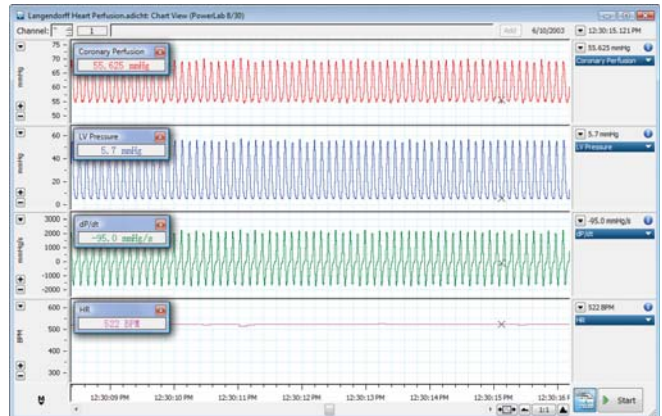 Langendorff Heart Perfusion.adicht: Chart View (PowerLab 8/30)
Channel: 1 Add 6/10/2003 12:30:15.121 PM
75
70
65
60
55
50
mmHg
Coronary Perfusion
55.625 mmHg
55.625 mmHg
Coronary Perfusion
60
40
20
0
mmHg
LV Pressure
5.7 mmHg
5.7 mmHg
LV Pressure
3000
2000
1000
0
-1000
-2000
mmHg/s
dP/dt
-95.0 mmHg/s
-95.0 mmHg/s
dP/dt
600
500
400
300
BPM
HR
522 BPM
522 BPM
HR
12:30:09 PM 12:30:10 PM 12:30:11 PM 12:30:12 PM 12:30:13 PM 12:30:14 PM 12:30:15 PM 12:30:16
1:1
Start